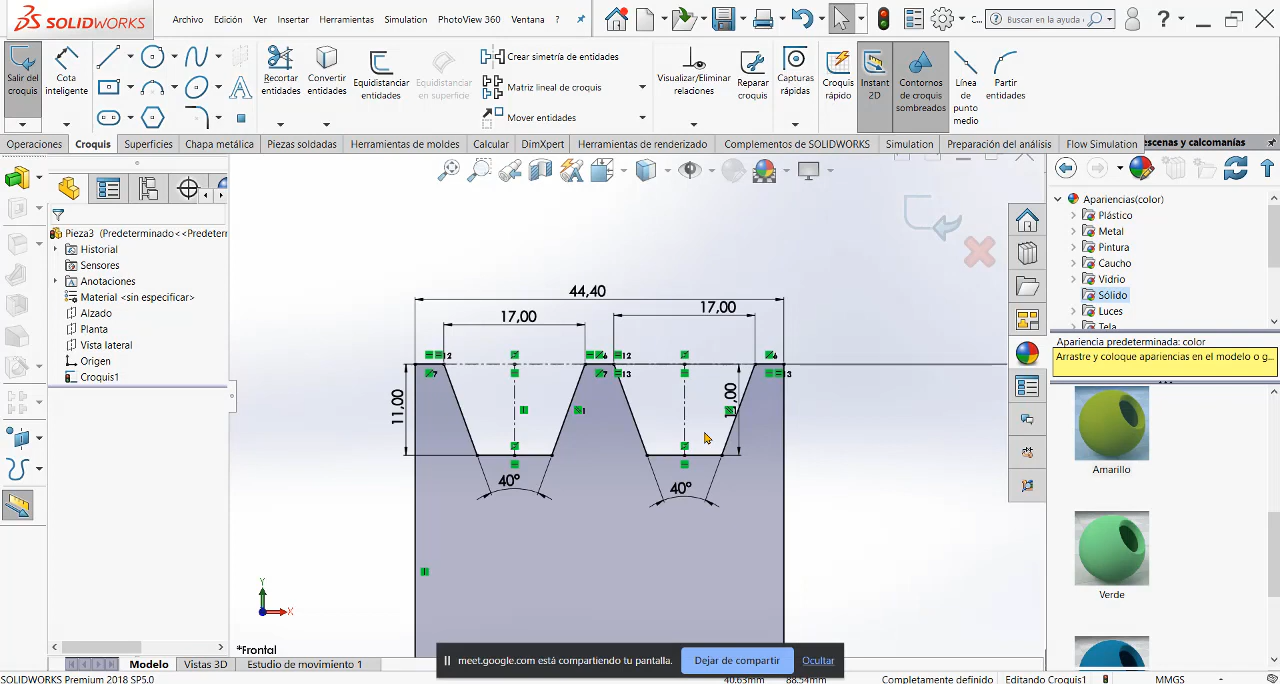 SOLIDWORKS
Archivo Edición Ver Insertar Herramientas Simulation PhotoView 360 Ventana ?
C...
Buscar en la ayuda
?
Salir del croquis
Cota inteligente
Recortar entidades
Convertir entidades
Equidistanciar entidades
Equidistanciar en superficie
Crear simetría de entidades
Matriz lineal de croquis
Mover entidades
Visualizar/Eliminar relaciones
Reparar croquis
Capturas rápidas
Croquis rápido
Instant 2D
Contornos de croquis sombreados
Línea de punto medio
Partir entidades
Operaciones Croquis Superficies Chapa metálica Piezas soldadas Herramientas de moldes Calcular DimXpert Herramientas de renderizado Complementos de SOLIDWORKS Simulation Preparación del análisis Flow Simulation
escenas y calcomanías
Pieza3 (Predeterminado<<Predeterm
Historial
Sensores
Anotaciones
Material <sin especificar>
Alzado
Planta
Vista lateral
Origen
Croquis1
44,40
17,00
17,00
11,00
40°
40°
Y
X
*Frontal
Apariencias(color)
Plástico
Metal
Pintura
Caucho
Vidrio
Sólido
Luces
Tela
Apariencia predeterminada: color
Arrastre y coloque apariencias en el modelo o g...
Amarillo
Verde
meet.google.com está compartiendo tu pantalla.
Dejar de compartir
Ocultar
Modelo Vistas 3D Estudio de movimiento 1
SOLIDWORKS Premium 2018 SP5.0
40.63mm 88.54mm Completamente definido Editando Croquis1 MMGS